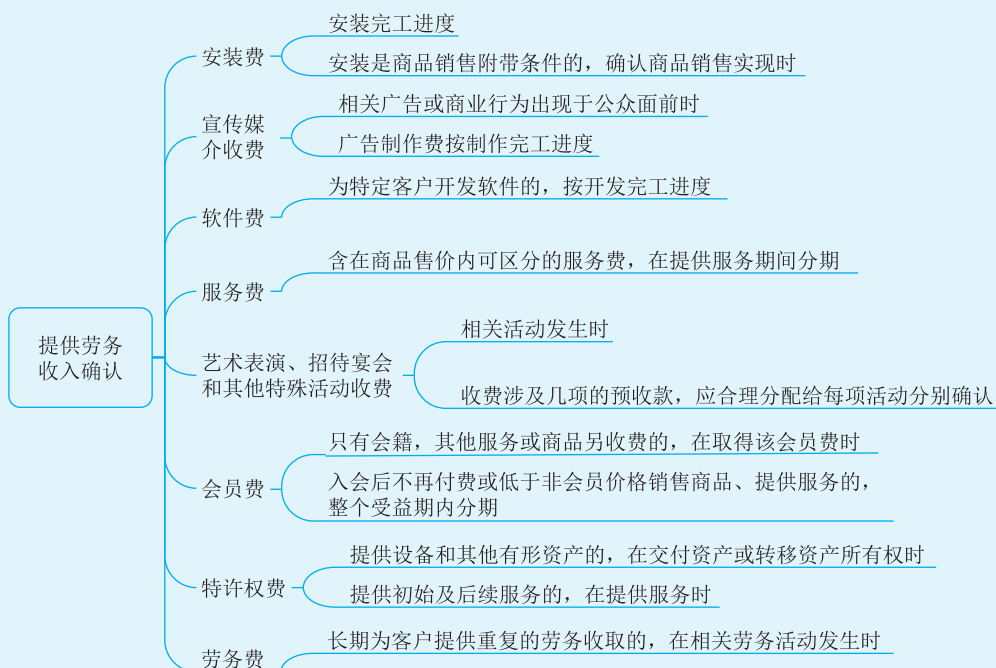 提供劳务
收入确认
安装费
安装完工进度
安装是商品销售附带条件的，确认商品销售实现时
宣传媒
介收费
相关广告或商业行为出现于公众面前时
广告制作费按制作完工进度
软件费
为特定客户开发软件的，按开发完工进度
服务费
含在商品售价内可区分的服务费，在提供服务期间分期
艺术表演、招待宴会
和其他特殊活动收费
相关活动发生时
收费涉及几项的预收款，应合理分配给每项活动分别确认
会员费
只有会籍，其他服务或商品另收费的，在取得该会员费时
入会后不再付费或低于非会员价格销售商品、提供服务的，
整个受益期内分期
特许权费
提供设备和其他有形资产的，在交付资产或转移资产所有权时
提供初始及后续服务的，在提供服务时
劳务费
长期为客户提供重复的劳务收取的，在相关劳务活动发生时